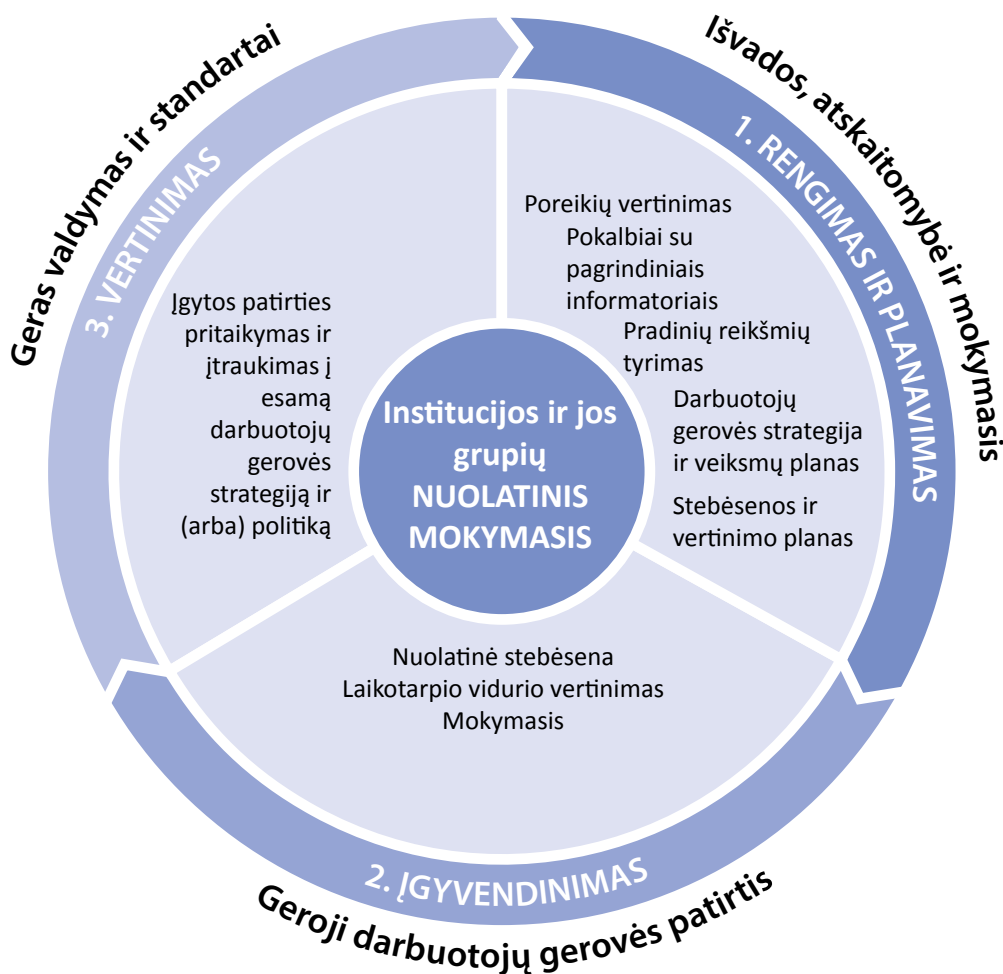 Geras valdymas ir standartai
Išvados, atskaitomybė ir mokymasis
1. RENGIMAS IR PLANAVIMAS
Poreikių vertinimas
Pokalbiai su
pagrindiniais
informatoriais
Pradinių reikšmių
tyrimas
Darbuotojų
gerovės strategija
ir veiksmų planas
Stebėsenos ir
vertinimo planas
3. VERTINIMAS
Įgytos patirties
pritaikymas ir
įtraukimas į
esamą
darbuotojų
gerovės
strategiją ir
(arba) politiką
Institucijos ir jos
grupių
NUOLATINIS
MOKYMASIS
Nuolatinė stebėsena
Laikotarpio vidurio vertinimas
Mokymasis
2. ĮGYVENDINIMAS
Geroji darbuotojų gerovės patirtis